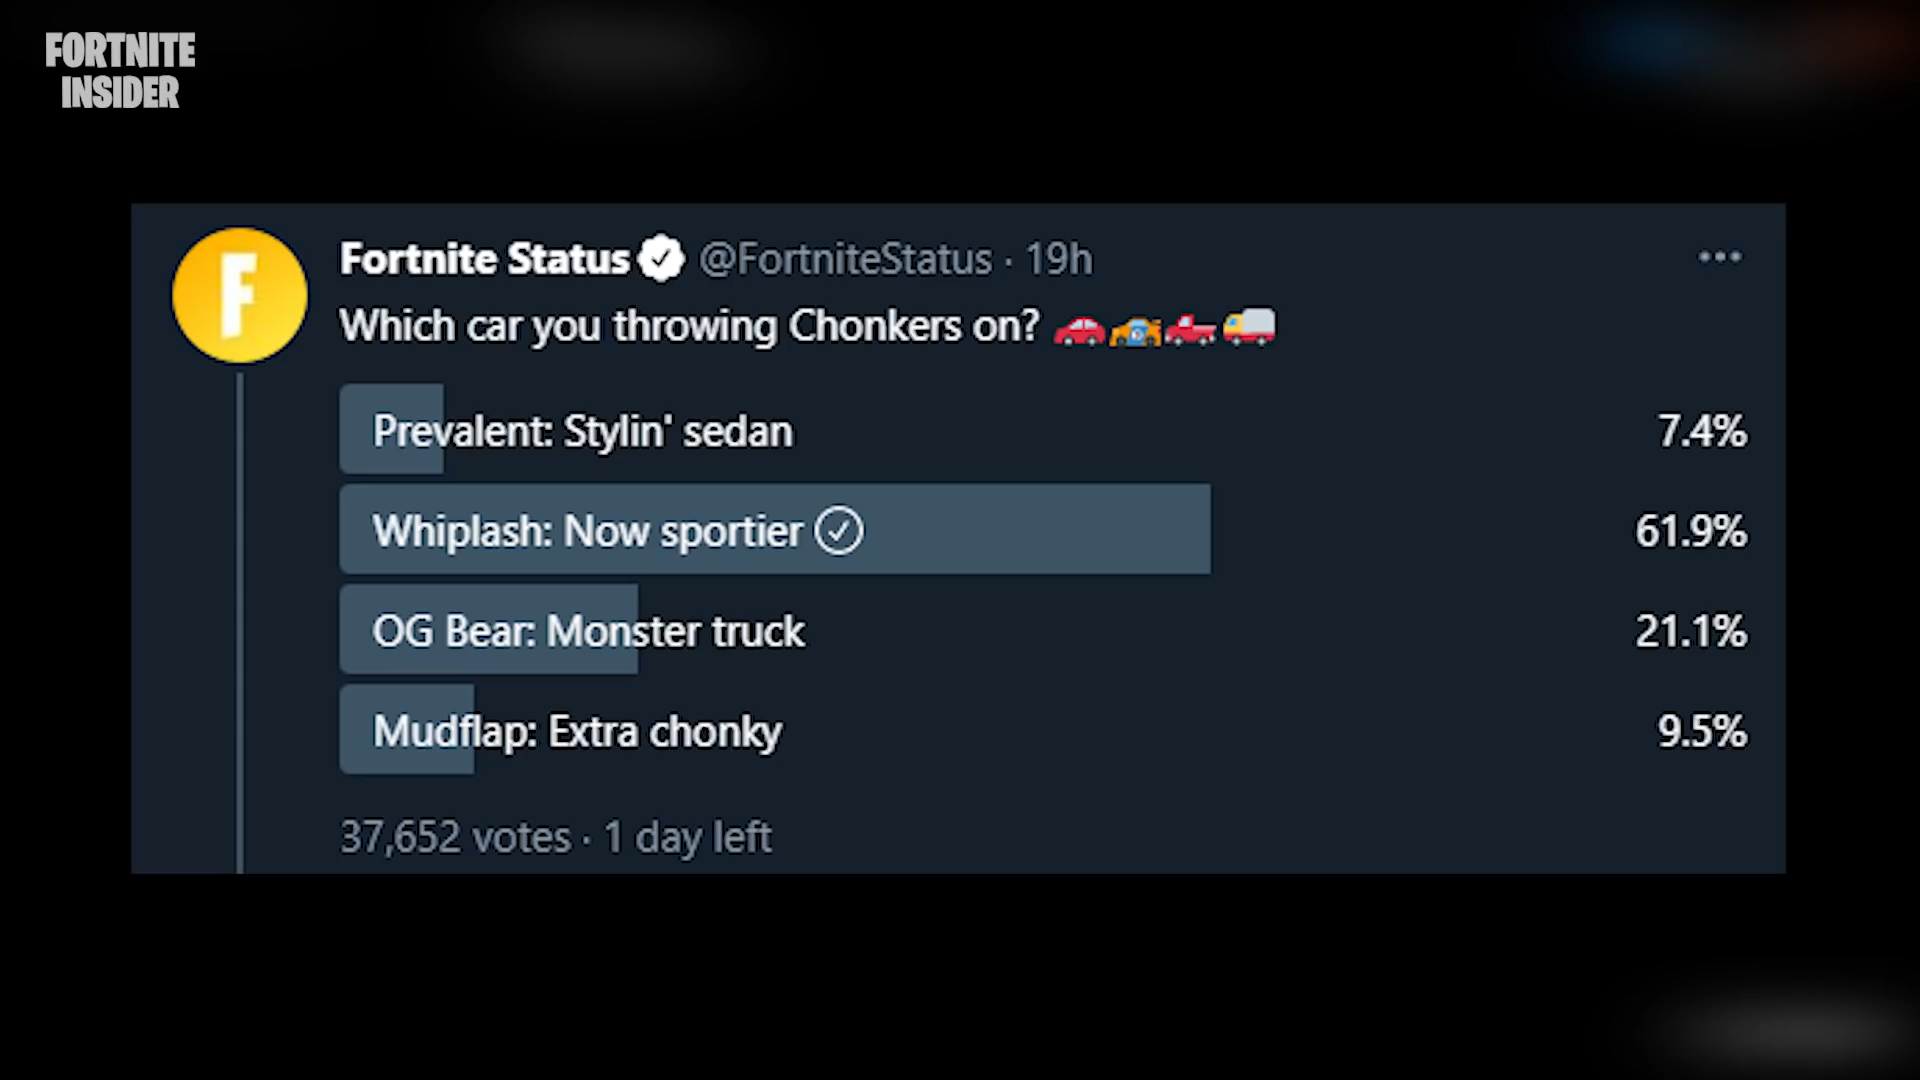 FORTNITE
INSIDER
Fortnite Status @FortniteStatus · 19h
Which car you throwing Chonkers on? 🚗🏎️🛻🚚
Prevalent: Stylin' sedan 7.4%
Whiplash: Now sportier 61.9%
OG Bear: Monster truck 21.1%
Mudflap: Extra chonky 9.5%
37,652 votes · 1 day left